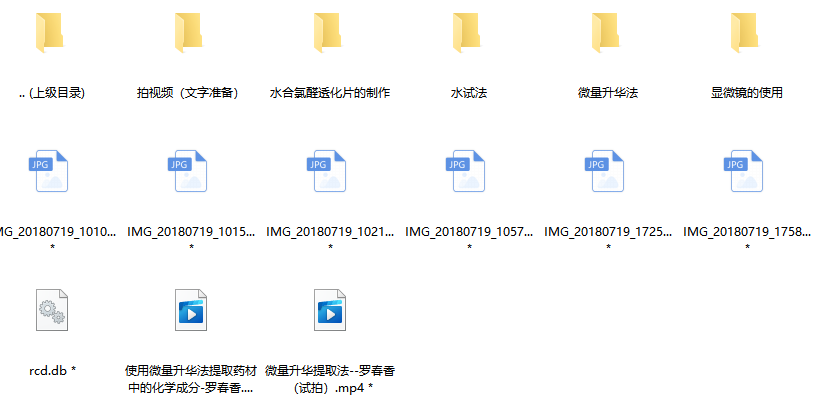 .. (上级目录)
拍视频（文字准备）
水合氯醛透化片的制作
水试法
微量升华法
显微镜的使用
JPG
JPG
JPG
JPG
JPG
JPG
MG_20180719_1010...
*
IMG_20180719_1015...
*
IMG_20180719_1021...
*
IMG_20180719_1057...
*
IMG_20180719_1725...
*
IMG_20180719_1758...
*
rcd.db *
使用微量升华法提取药材
中的化学成分-罗春香....
微量升华提取法--罗春香
（试拍）.mp4 *